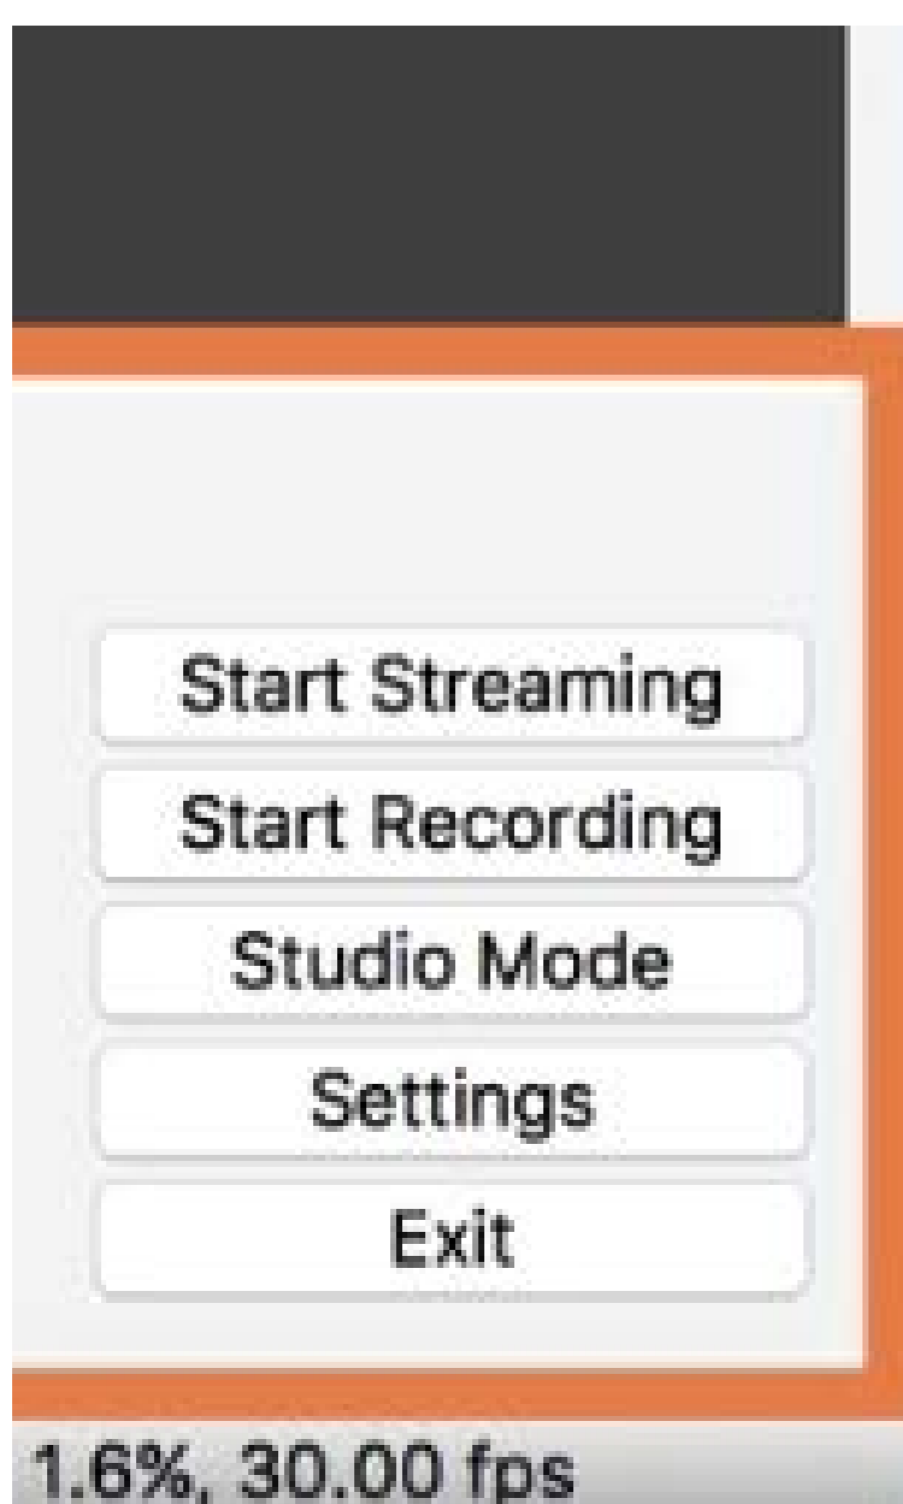 Start Streaming
Start Recording
Studio Mode
Settings
Exit
1.6%, 30.00 fps